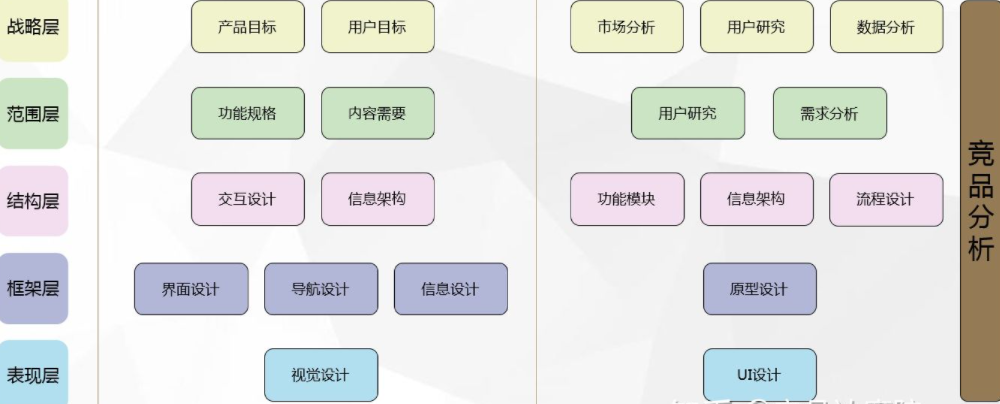 战略层 产品目标 用户目标 市场分析 用户研究 数据分析
范围层 功能规格 内容需要 用户研究 需求分析
结构层 交互设计 信息架构 功能模块 信息架构 流程设计
框架层 界面设计 导航设计 信息设计 原型设计
表现层 视觉设计 UI设计
竞品分析